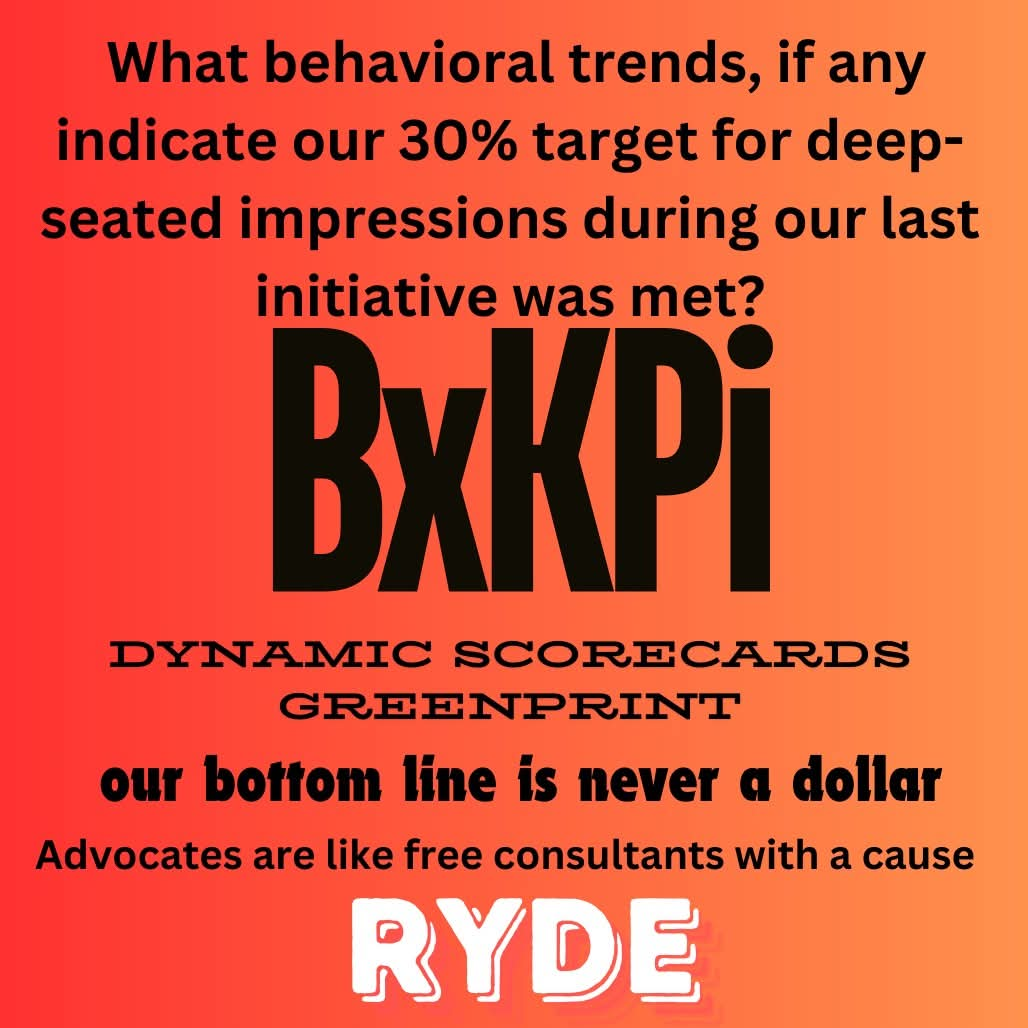 What behavioral trends, if any
indicate our 30% target for deep-
seated impressions during our last
initiative was met?
BxKPi
DYNAMIC SCORECARDS
GREENPRINT
our bottom line is never a dollar
Advocates are like free consultants with a cause
RYDE